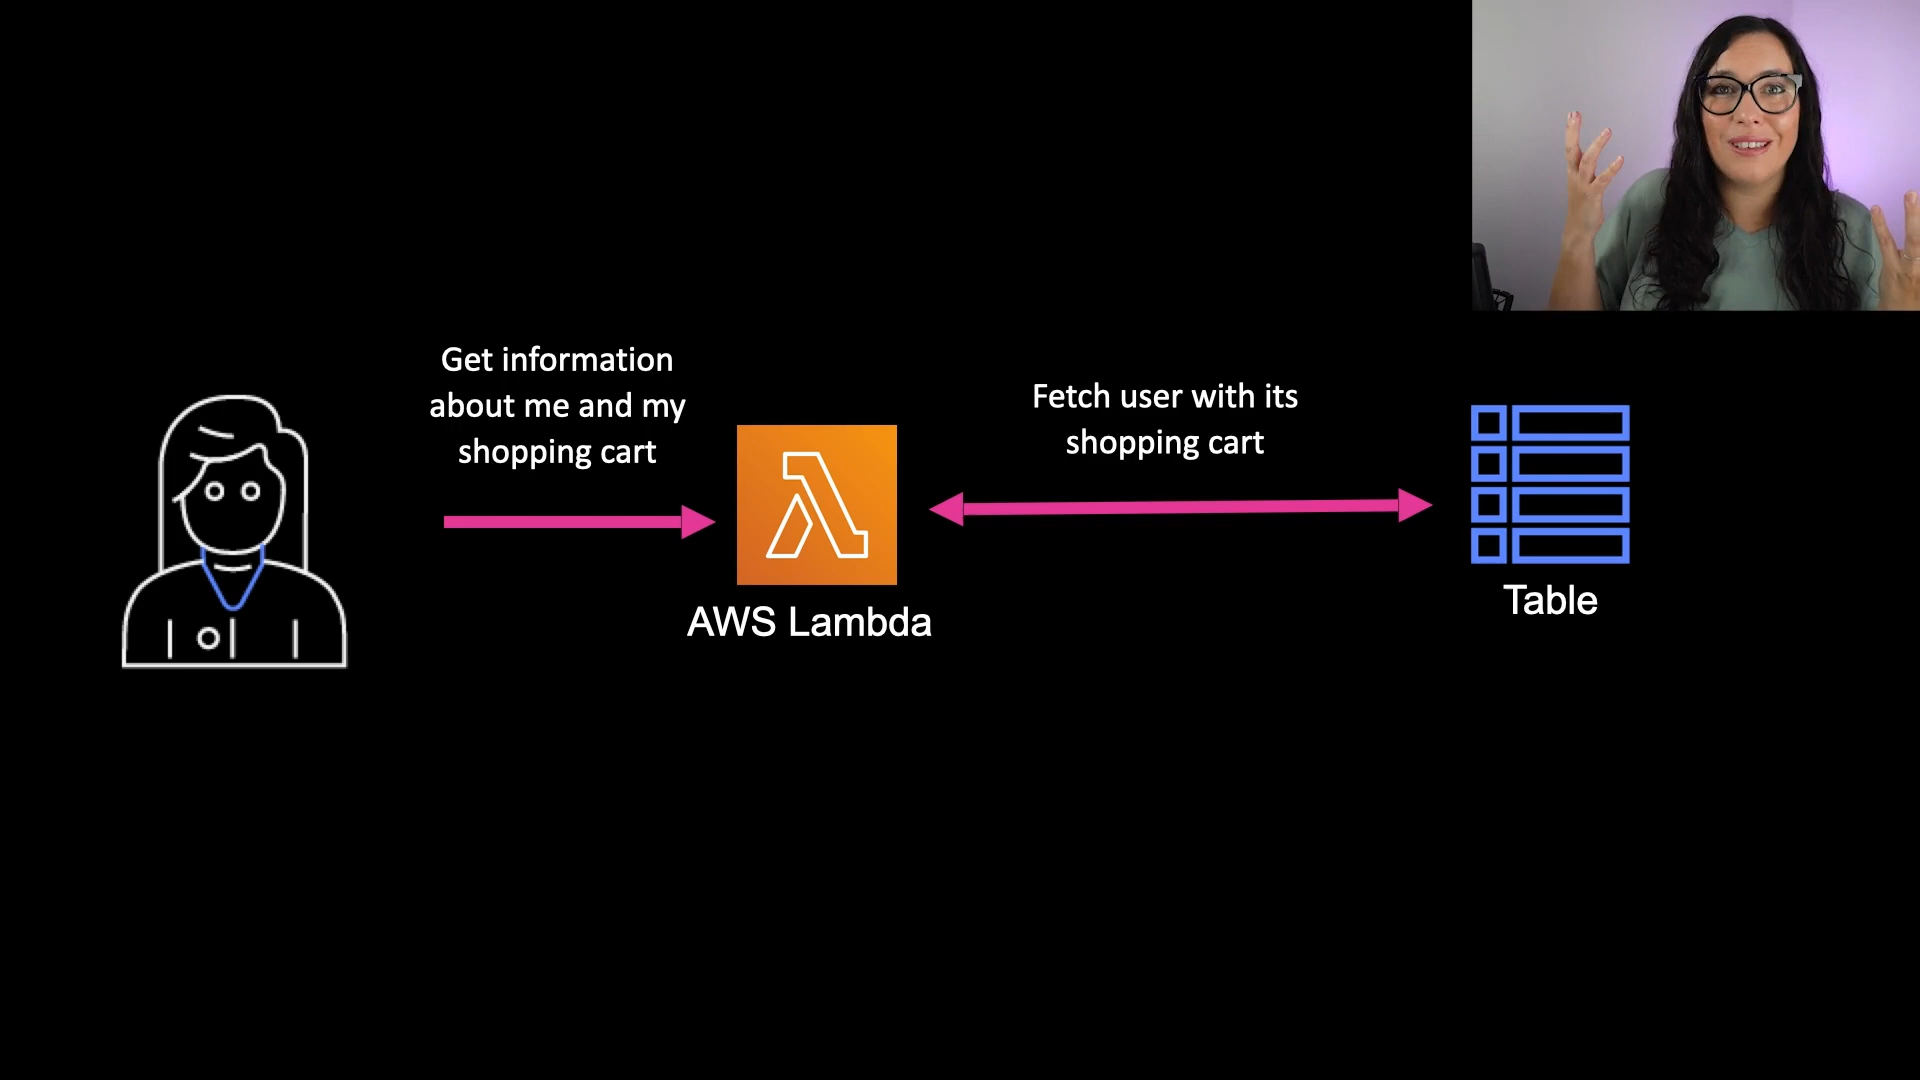 Get information
about me and my
shopping cart
AWS Lambda
Fetch user with its
shopping cart
Table